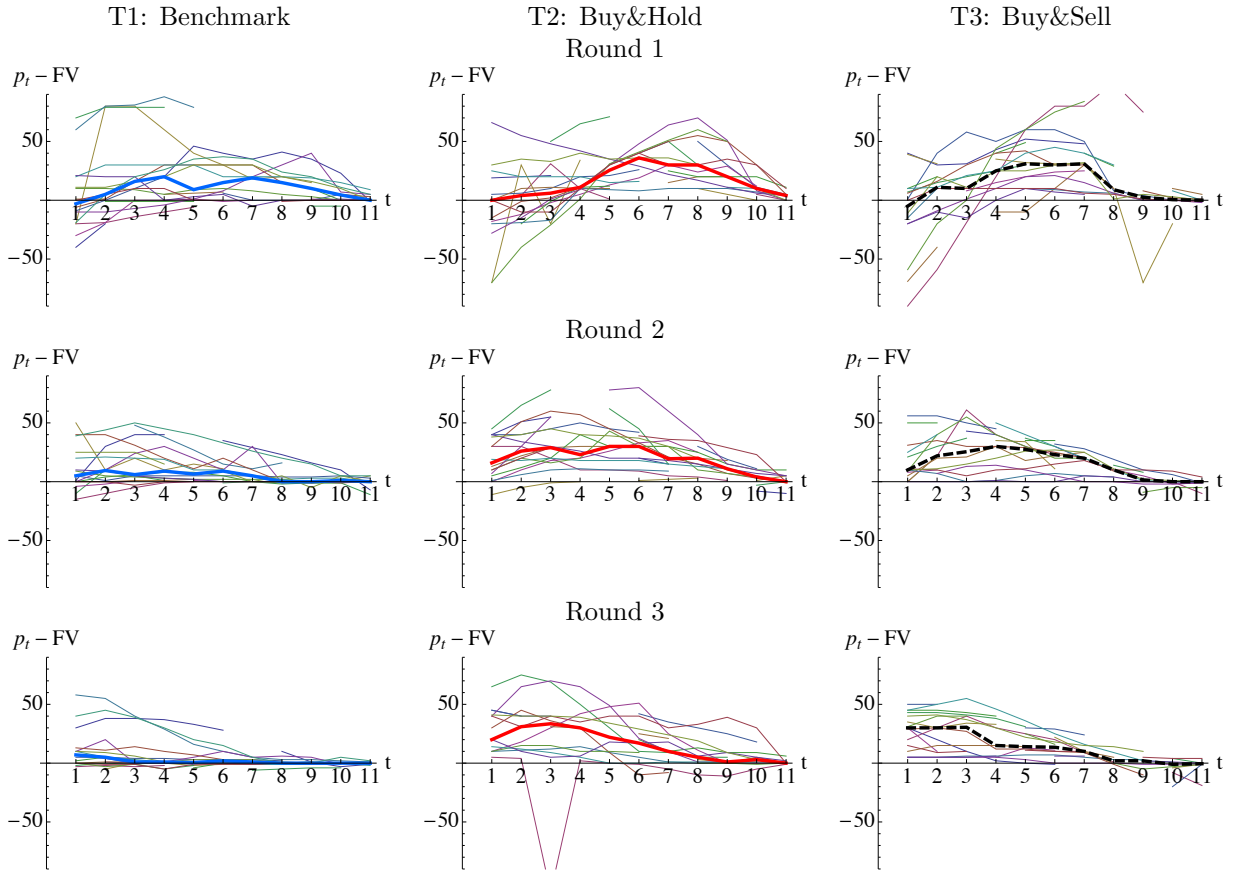 T1: Benchmark T2: Buy&Hold T3: Buy&Sell
Round 1
p_t − FV p_t − FV p_t − FV
50 50 50
1 2 3 4 5 6 7 8 9 10 11 t 1 2 3 4 5 6 7 8 9 10 11 t 1 2 3 4 5 6 7 8 9 10 11 t
−50 −50 −50
Round 2
p_t − FV p_t − FV p_t − FV
50 50 50
1 2 3 4 5 6 7 8 9 10 11 t 1 2 3 4 5 6 7 8 9 10 11 t 1 2 3 4 5 6 7 8 9 10 11 t
−50 −50 −50
Round 3
p_t − FV p_t − FV p_t − FV
50 50 50
1 2 3 4 5 6 7 8 9 10 11 t 1 2 3 4 5 6 7 8 9 10 11 t 1 2 3 4 5 6 7 8 9 10 11 t
−50 −50 −50